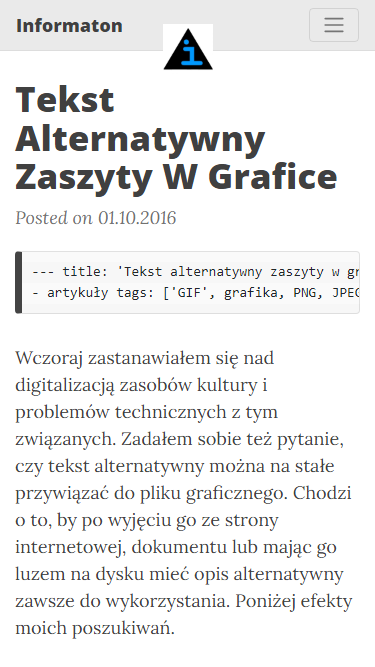 Informaton
i
Tekst
Alternatywny
Zaszyty W Grafice
Posted on 01.10.2016
--- title: 'Tekst alternatywny zaszyty w gr
- artykuły tags: ['GIF', grafika, PNG, JPEG
Wczoraj zastanawiałem się nad
digitalizacją zasobów kultury i
problemów technicznych z tym
związanych. Zadałem sobie też pytanie,
czy tekst alternatywny można na stałe
przywiązać do pliku graficznego. Chodzi
o to, by po wyjęciu go ze strony
internetowej, dokumentu lub mając go
luzem na dysku mieć opis alternatywny
zawsze do wykorzystania. Poniżej efekty
moich poszukiwań.